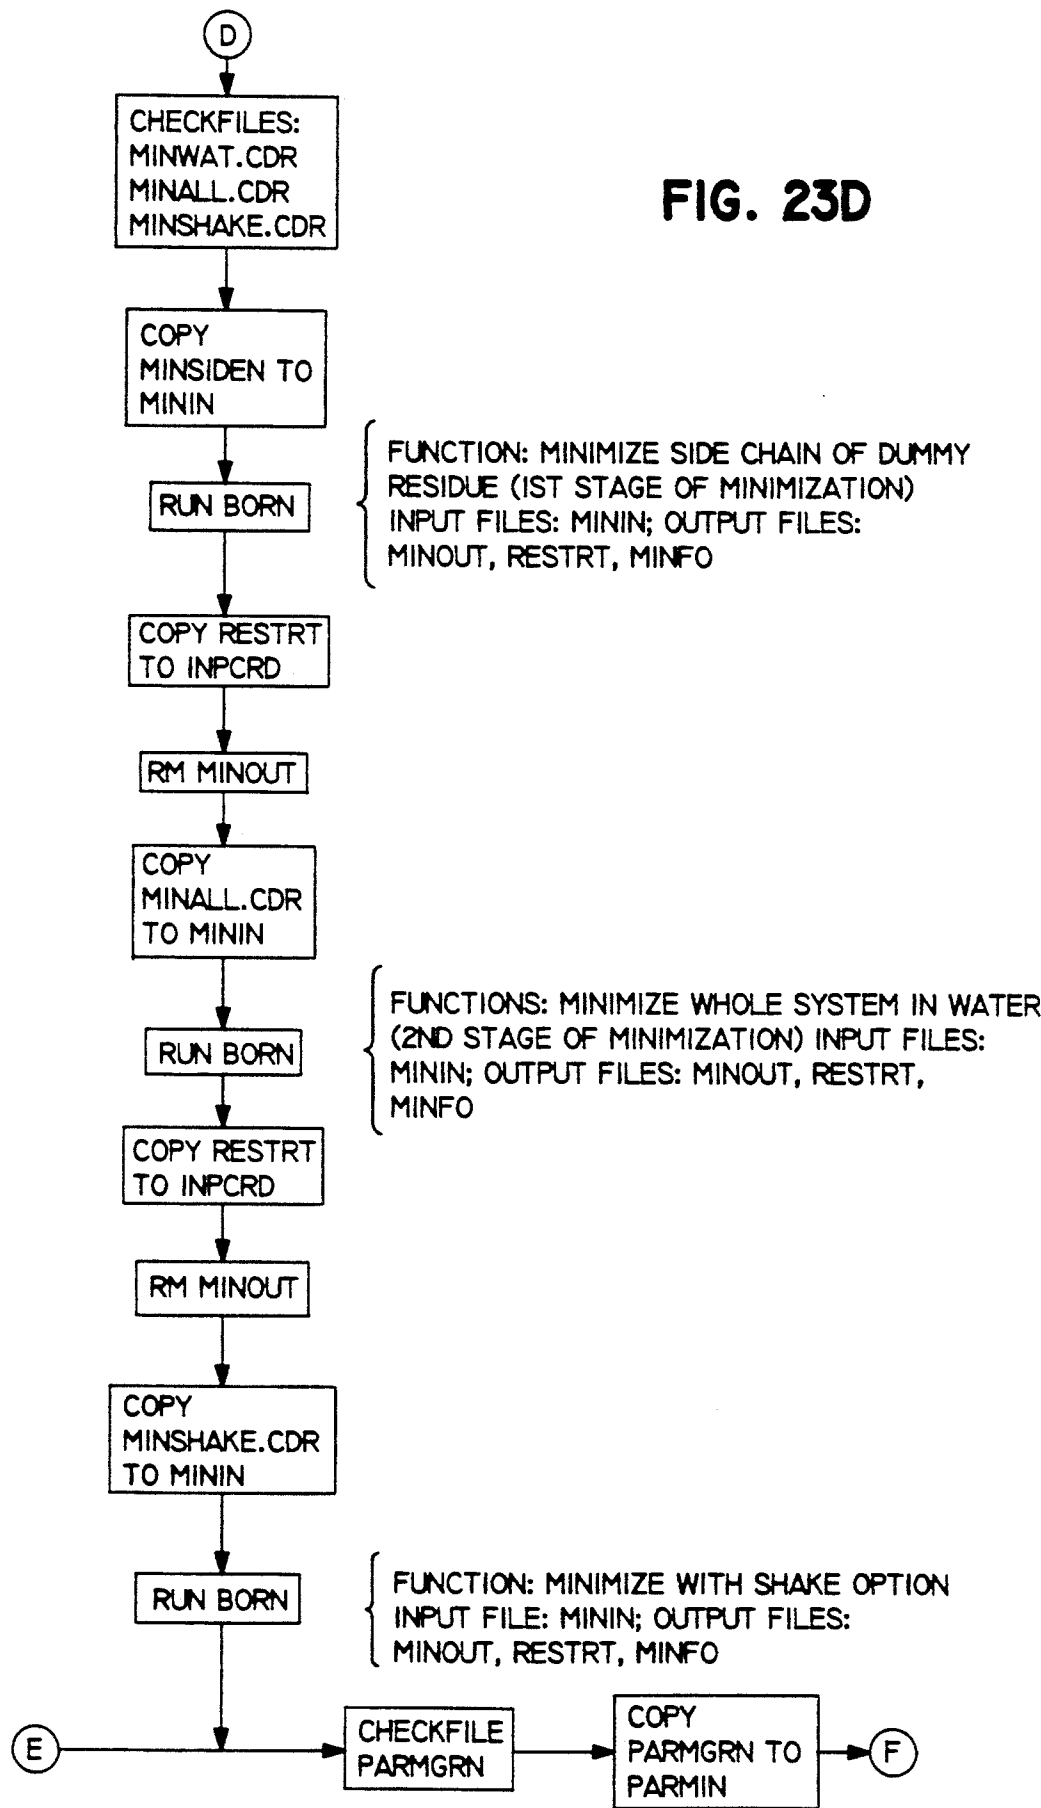 D
CHECKFILES:
MINWAT.CDR
MINALL.CDR
MINSHAKE.CDR
FIG. 23D
COPY
MINSIDEN TO
MININ
RUN BORN
FUNCTION: MINIMIZE SIDE CHAIN OF DUMMY
RESIDUE (1ST STAGE OF MINIMIZATION)
INPUT FILES: MININ; OUTPUT FILES:
MINOUT, RESTRT, MINFO
COPY RESTRT
TO INPCRD
RM MINOUT
COPY
MINALL.CDR
TO MININ
RUN BORN
FUNCTIONS: MINIMIZE WHOLE SYSTEM IN WATER
(2ND STAGE OF MINIMIZATION) INPUT FILES:
MININ; OUTPUT FILES: MINOUT, RESTRT,
MINFO
COPY RESTRT
TO INPCRD
RM MINOUT
COPY
MINSHAKE.CDR
TO MININ
RUN BORN
FUNCTION: MINIMIZE WITH SHAKE OPTION
INPUT FILE: MININ; OUTPUT FILES:
MINOUT, RESTRT, MINFO
E
CHECKFILE
PARMGRN
COPY
PARMGRN TO
PARMIN
F